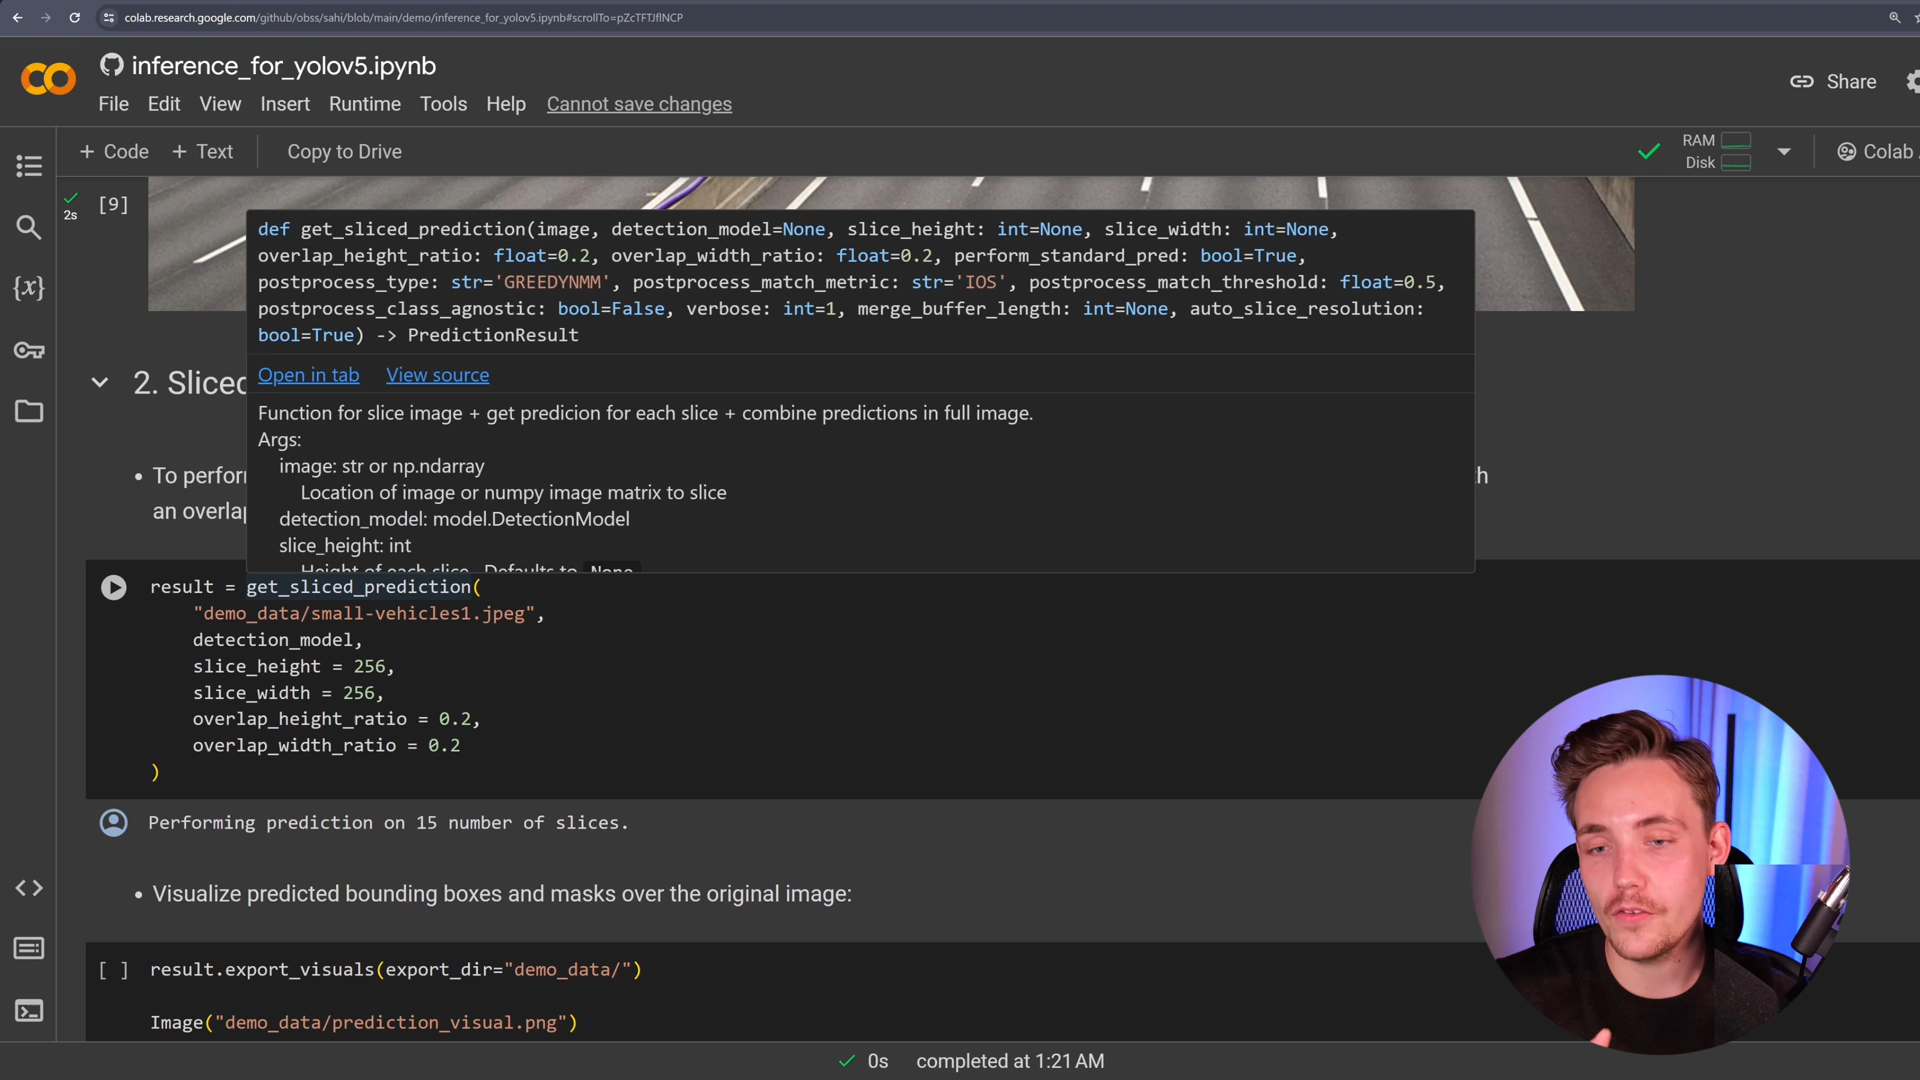 colab.research.google.com/github/obss/sahi/blob/main/demo/inference_for_yolov5.ipynb#scrollTo=pZcTFTJflNCP
inference_for_yolov5.ipynb
File Edit View Insert Runtime Tools Help Cannot save changes
Share
+ Code + Text Copy to Drive
RAM
Disk
Colab
2s
[9]
def get_sliced_prediction(image, detection_model=None, slice_height: int=None, slice_width: int=None,
overlap_height_ratio: float=0.2, overlap_width_ratio: float=0.2, perform_standard_pred: bool=True,
postprocess_type: str='GREEDYNMM', postprocess_match_metric: str='IOS', postprocess_match_threshold: float=0.5,
postprocess_class_agnostic: bool=False, verbose: int=1, merge_buffer_length: int=None, auto_slice_resolution:
bool=True) -> PredictionResult
Open in tab View source
2. Sliced
Function for slice image + get predicion for each slice + combine predictions in full image.
Args:
image: str or np.ndarray
Location of image or numpy image matrix to slice
detection_model: model.DetectionModel
slice_height: int
Height of each slice. Defaults to None
To perfor
an overla
result = get_sliced_prediction(
"demo_data/small-vehicles1.jpeg",
detection_model,
slice_height = 256,
slice_width = 256,
overlap_height_ratio = 0.2,
overlap_width_ratio = 0.2
)
Performing prediction on 15 number of slices.
• Visualize predicted bounding boxes and masks over the original image:
[ ] result.export_visuals(export_dir="demo_data/")
Image("demo_data/prediction_visual.png")
0s completed at 1:21 AM